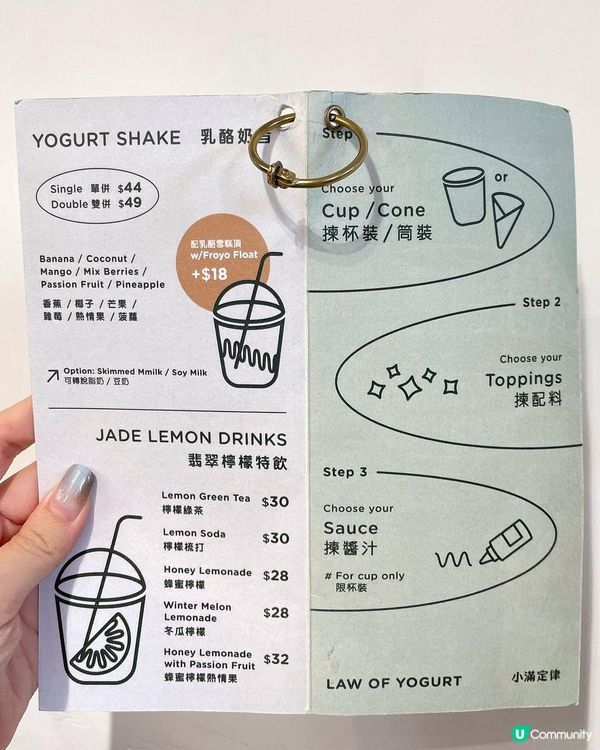 YOGURT SHAKE 乳酪奶昔
Single 單併 $44
Double 雙併 $49
配乳酪雪糕頂
w/Froyo Float
+$18
Banana / Coconut /
Mango / Mix Berries /
Passion Fruit / Pineapple
香蕉 / 椰子 / 芒果 /
雜莓 / 熱情果 / 菠蘿
Option: Skimmed Mmilk / Soy Milk
可轉脫脂奶 / 豆奶
JADE LEMON DRINKS
翡翠檸檬特飲
Lemon Green Tea $30
檸檬綠茶
Lemon Soda $30
檸檬梳打
Honey Lemonade $28
蜂蜜檸檬
Winter Melon
Lemonade $28
冬瓜檸檬
Honey Lemonade
with Passion Fruit $32
蜂蜜檸檬熱情果
Step
Choose your
Cup / Cone
揀杯裝 / 筒裝
or
Step 2
Choose your
Toppings
揀配料
Step 3
Choose your
Sauce
揀醬汁
# For cup only
限杯裝
LAW OF YOGURT 小滿定律
U Community